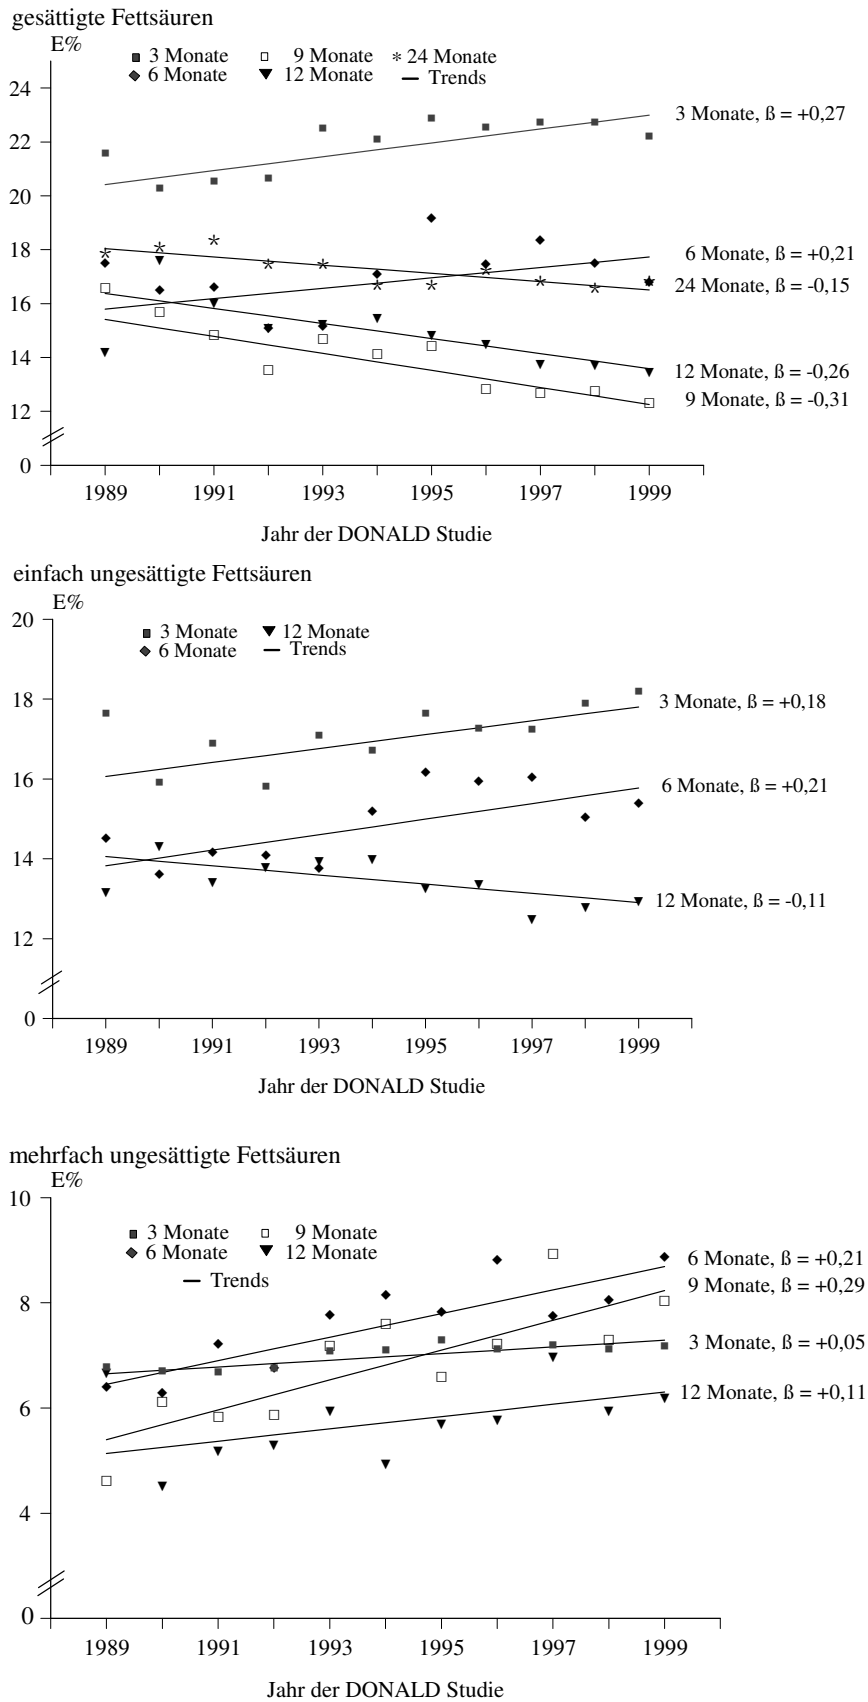 gesättigte Fettsäuren
E%
3 Monate 9 Monate * 24 Monate
6 Monate 12 Monate Trends
24
22
20
18
16
14
12
0
3 Monate, ß = +0,27
6 Monate, ß = +0,21
24 Monate, ß = -0,15
12 Monate, ß = -0,26
9 Monate, ß = -0,31
1989 1991 1993 1995 1997 1999
Jahr der DONALD Studie
einfach ungesättigte Fettsäuren
E%
3 Monate 12 Monate
6 Monate Trends
20
18
16
14
12
0
3 Monate, ß = +0,18
6 Monate, ß = +0,21
12 Monate, ß = -0,11
1989 1991 1993 1995 1997 1999
Jahr der DONALD Studie
mehrfach ungesättigte Fettsäuren
E%
3 Monate 9 Monate
6 Monate 12 Monate
Trends
10
8
6
4
0
6 Monate, ß = +0,21
9 Monate, ß = +0,29
3 Monate, ß = +0,05
12 Monate, ß = +0,11
1989 1991 1993 1995 1997 1999
Jahr der DONALD Studie